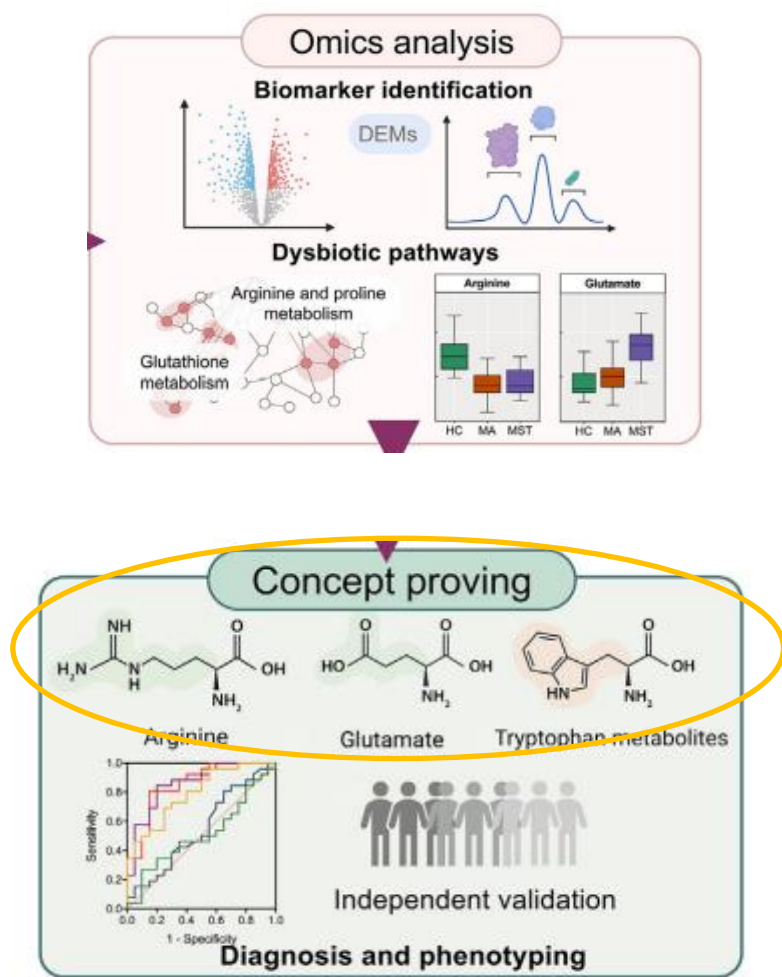 Omics analysis
Biomarker identification
DEMs
Dysbiotic pathways
Arginine and proline
metabolism
Glutathione
metabolism
Arginine
HC MA MST
Glutamate
HC MA MST
Concept proving
NH
H₂N
N
H
O
OH
NH₂
Arginine
O
HO
O
OH
NH₂
Glutamate
HN
O
OH
NH₂
Tryptophan metabolites
Sensitivity
1.0
0.8
0.6
0.4
0.2
0.0
0.0 0.2 0.4 0.6 0.8 1.0
1 - Specificity
Independent validation
Diagnosis and phenotyping